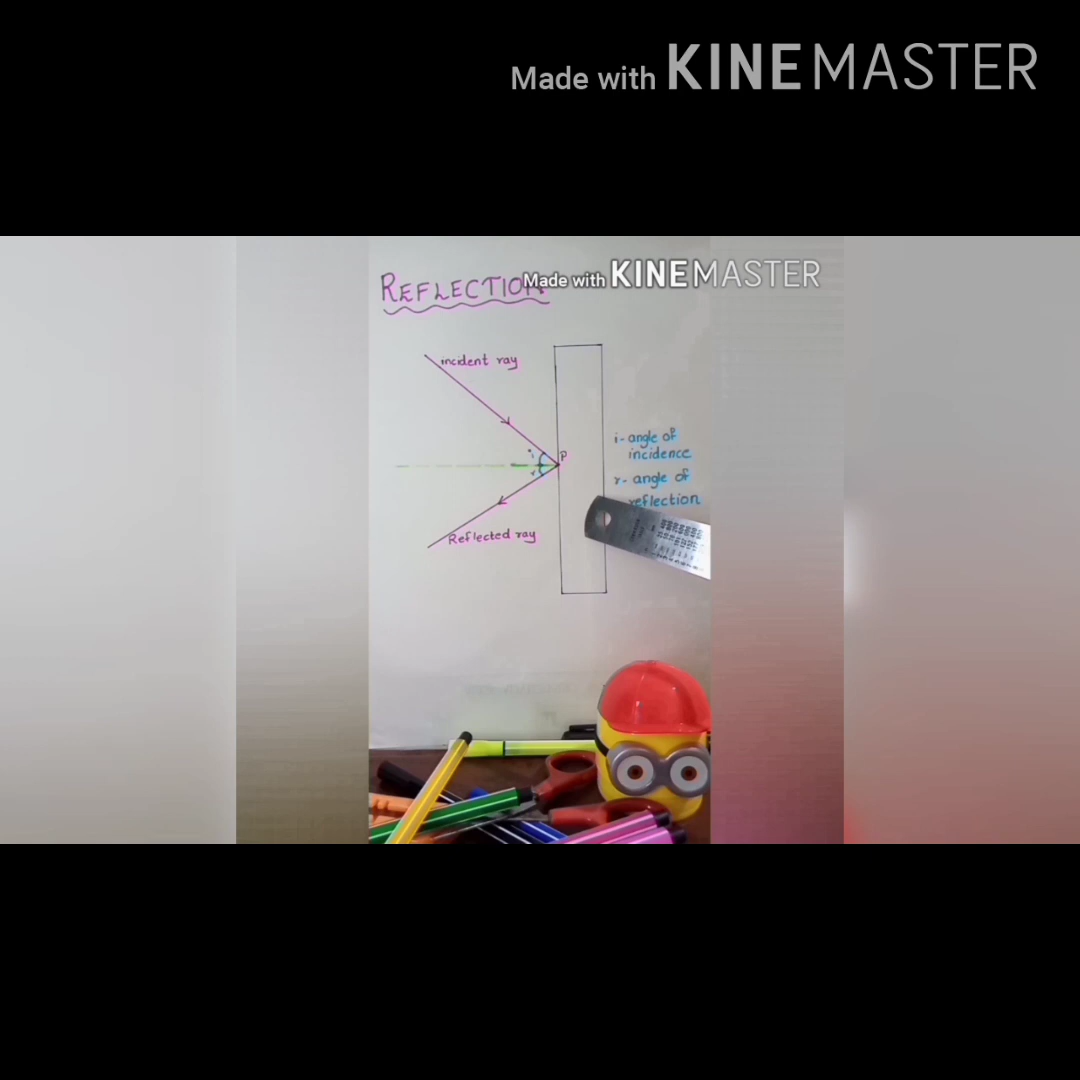 Made with KINEMASTER
Made with KINEMASTER
REFLECTION
incident ray
i
P
r
Reflected ray
i- angle of
incidence
r- angle of
reflection